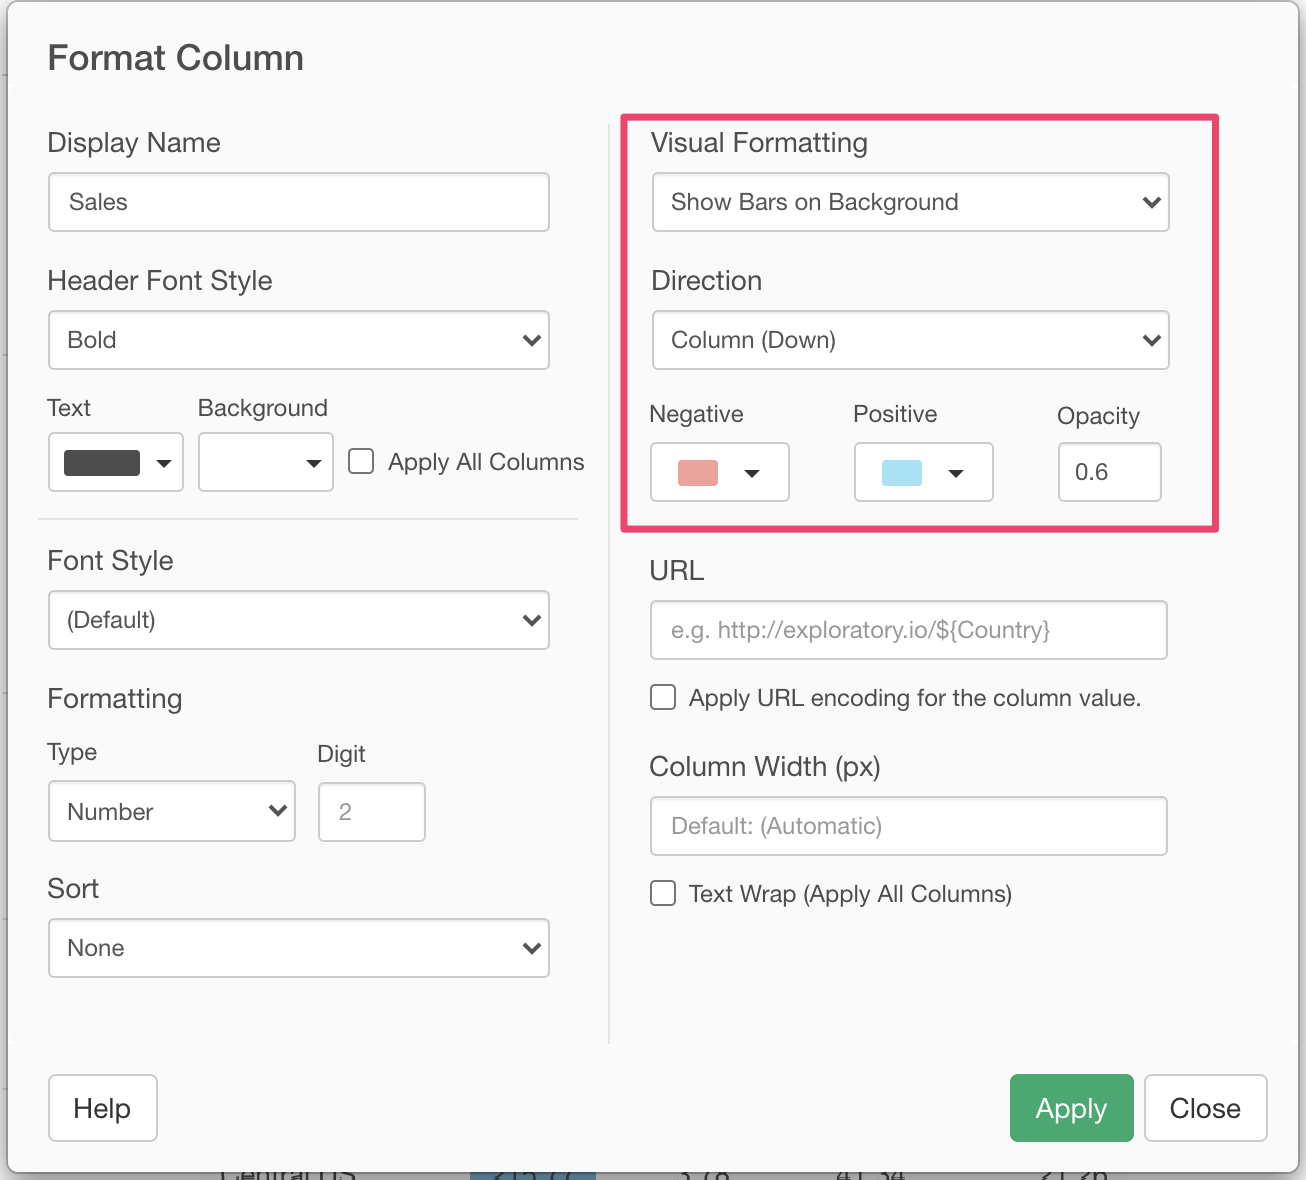 Format Column
Display Name
Sales
Header Font Style
Bold
Text Background
Apply All Columns
Font Style
(Default)
Formatting
Type Digit
Number 2
Sort
None
Visual Formatting
Show Bars on Background
Direction
Column (Down)
Negative Positive Opacity
0.6
URL
e.g. http://exploratory.io/${Country}
Apply URL encoding for the column value.
Column Width (px)
Default: (Automatic)
Text Wrap (Apply All Columns)
Help Apply Close